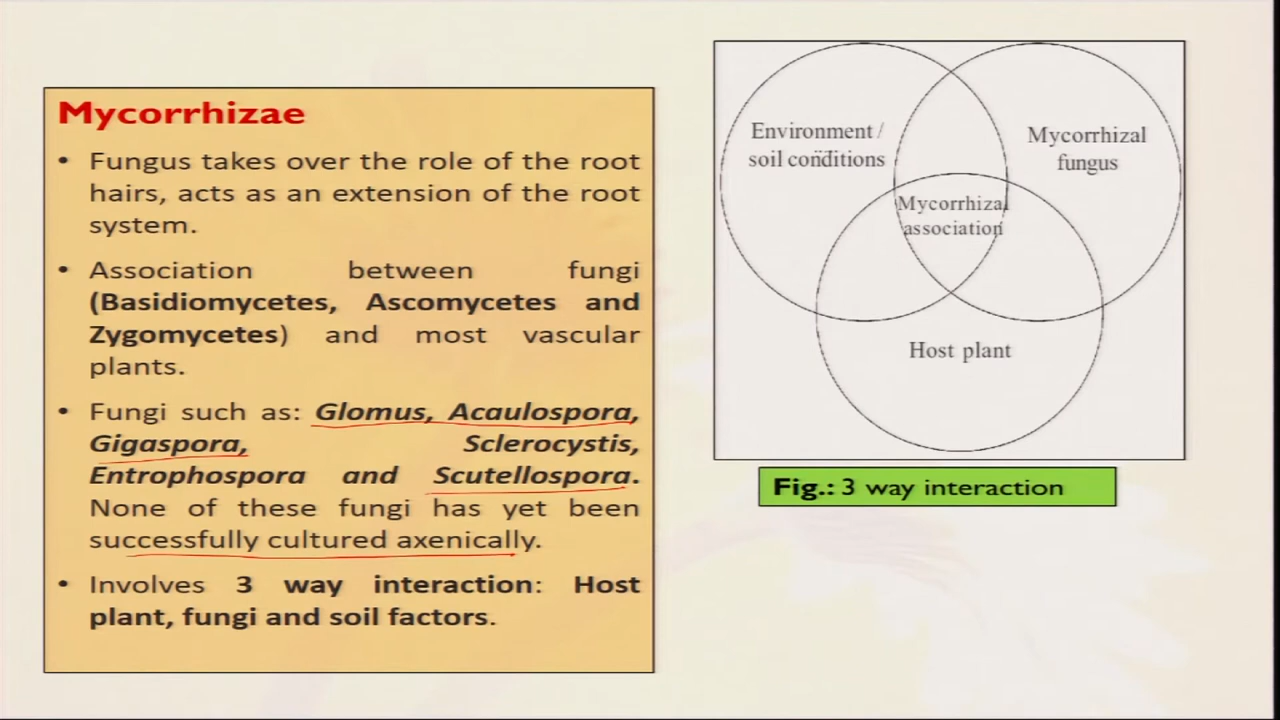 Mycorrhizae
• Fungus takes over the role of the root
hairs, acts as an extension of the root
system.
• Association between fungi
(Basidiomycetes, Ascomycetes and
Zygomycetes) and most vascular
plants.
• Fungi such as: Glomus, Acaulospora,
Gigaspora, Sclerocystis,
Entrophospora and Scutellospora.
None of these fungi has yet been
successfully cultured axenically.
• Involves 3 way interaction: Host
plant, fungi and soil factors.
Environment /
soil conditions
Mycorrhizal
fungus
Mycorrhizal
association
Host plant
Fig.: 3 way interaction